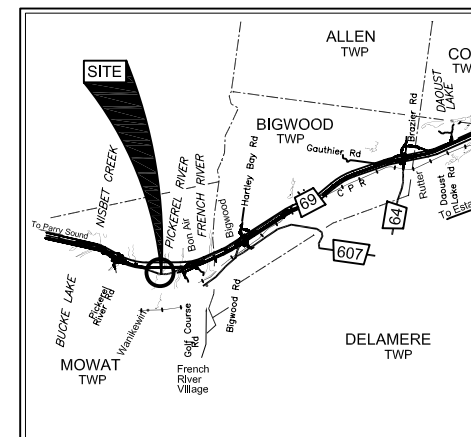 ALLEN
TWP
CO
TW
SITE
BIGWOOD
TWP
Brazier Rd
DAOUST
LAKE
Hartley Bay Rd
Gauthier Rd
NISBET CREEK
PICKEREL RIVER
FRENCH RIVER
Bon Air
Bigwood
CPR
69
Rutter
Daoust
Lake Rd
To Esta
64
607
To Parry Sound
BUCKE LAKE
Pickerel
River Rd
Wanikewin
Golf Course
Rd
Bigwood Rd
MOWAT
TWP
French
River
Village
DELAMERE
TWP